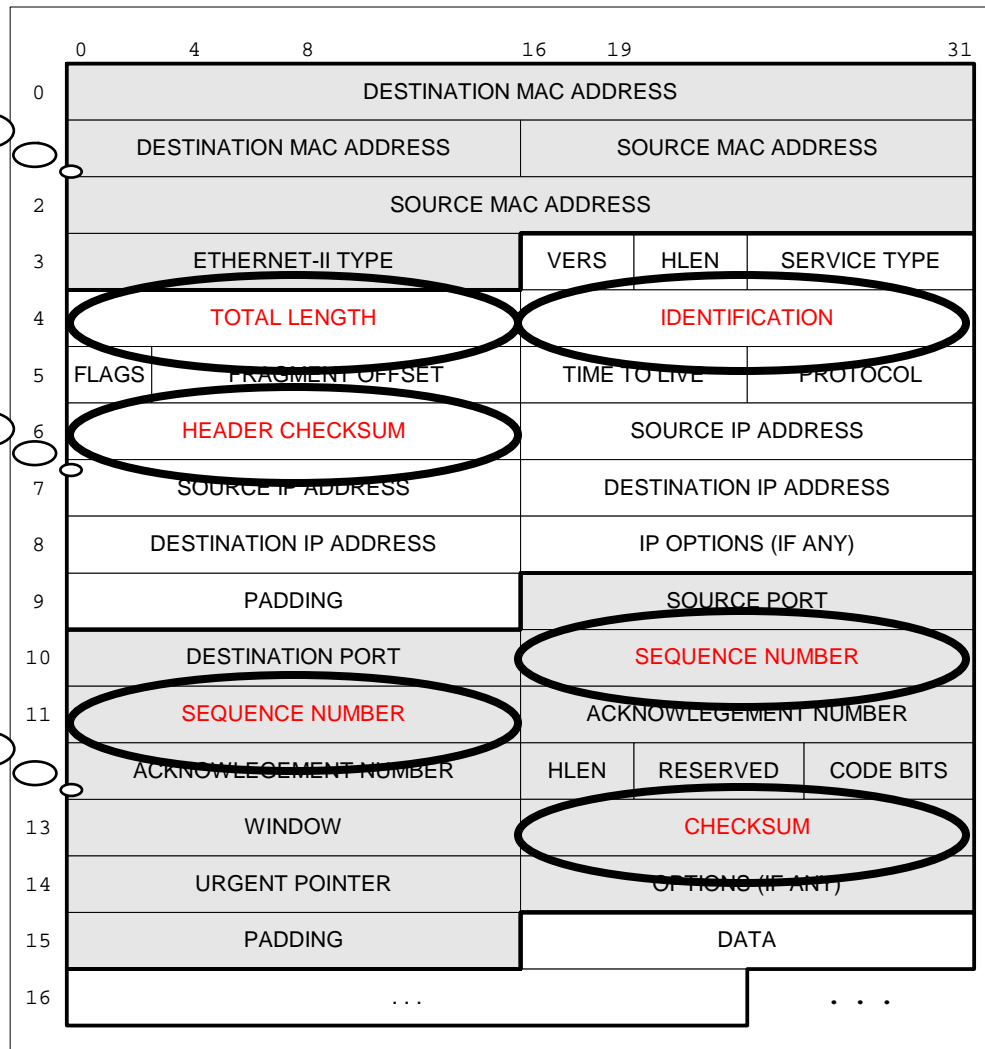 0 4 8 16 19 31
0 DESTINATION MAC ADDRESS
DESTINATION MAC ADDRESS SOURCE MAC ADDRESS
2 SOURCE MAC ADDRESS
3 ETHERNET-II TYPE VERS HLEN SERVICE TYPE
4 TOTAL LENGTH IDENTIFICATION
5 FLAGS FRAGMENT OFFSET TIME TO LIVE PROTOCOL
6 HEADER CHECKSUM SOURCE IP ADDRESS
7 SOURCE IP ADDRESS DESTINATION IP ADDRESS
8 DESTINATION IP ADDRESS IP OPTIONS (IF ANY)
9 PADDING SOURCE PORT
10 DESTINATION PORT SEQUENCE NUMBER
11 SEQUENCE NUMBER ACKNOWLEGEMENT NUMBER
ACKNOWLEGEMENT NUMBER HLEN RESERVED CODE BITS
13 WINDOW CHECKSUM
14 URGENT POINTER OPTIONS (IF ANY)
15 PADDING DATA
16 ... . . .